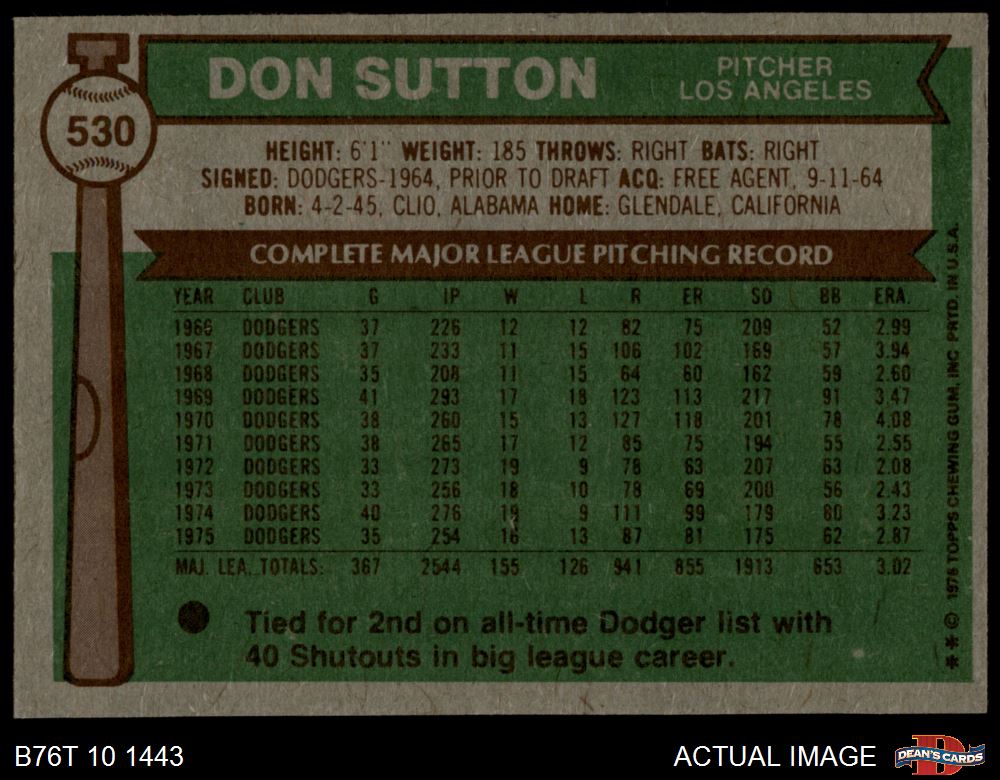 530
DON SUTTON
PITCHER
LOS ANGELES
HEIGHT: 6'1" WEIGHT: 185 THROWS: RIGHT BATS: RIGHT
SIGNED: DODGERS-1964, PRIOR TO DRAFT ACQ: FREE AGENT, 9-11-64
BORN: 4-2-45, CLIO, ALABAMA HOME: GLENDALE, CALIFORNIA
COMPLETE MAJOR LEAGUE PITCHING RECORD
YEAR CLUB G IP W L R ER SO BB ERA.
1966 DODGERS 37 226 12 12 82 75 209 52 2.99
1967 DODGERS 37 233 11 15 106 102 169 57 3.94
1968 DODGERS 35 208 11 15 64 60 162 59 2.60
1969 DODGERS 41 293 17 18 123 113 217 91 3.47
1970 DODGERS 38 260 15 13 127 118 201 78 4.08
1971 DODGERS 38 265 17 12 85 75 194 55 2.55
1972 DODGERS 33 273 19 9 78 63 207 63 2.08
1973 DODGERS 33 256 18 10 78 69 200 56 2.43
1974 DODGERS 40 276 19 9 111 99 179 80 3.23
1975 DODGERS 35 254 16 13 87 81 175 62 2.87
MAJ. LEA. TOTALS: 367 2544 155 126 941 855 1913 653 3.02
Tied for 2nd on all-time Dodger list with
40 Shutouts in big league career.
** © 1976 TOPPS CHEWING GUM, INC PRTD. IN U.S.A.
B76T 10 1443
ACTUAL IMAGE
D
DEAN'S CARDS